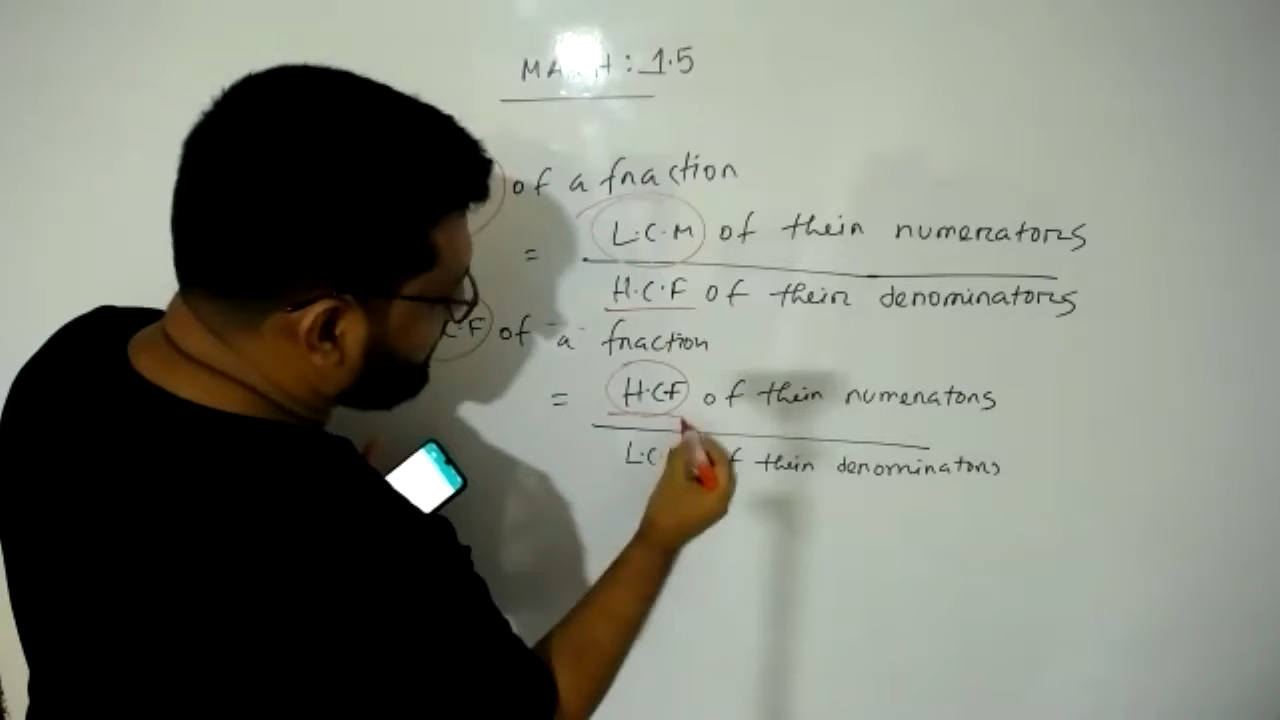 MATH : 1.5
of a fraction
= L.C.M of their numerators
H.C.F of their denominators
C.F of "a" fraction
= H.CF of their numerators
L.C. of their denominators